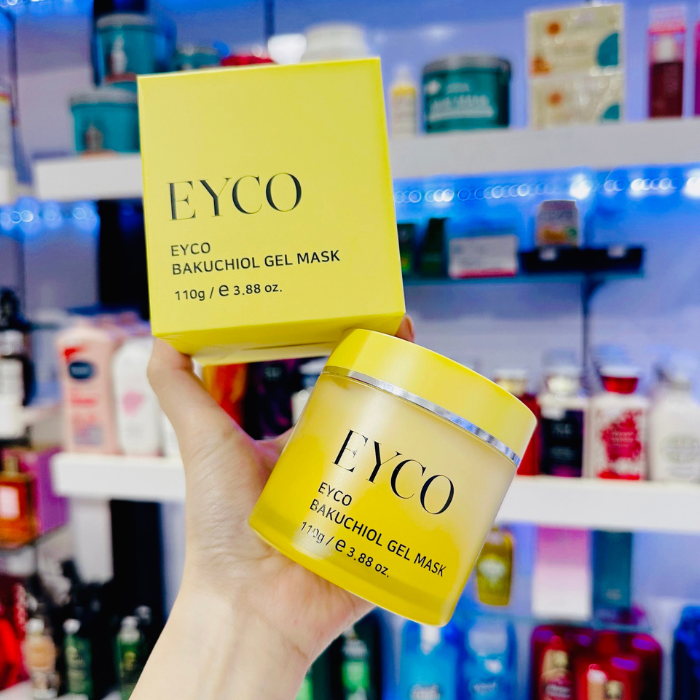 EYCO
EYCO
BAKUCHIOL GEL MASK
110g / e 3.88 oz.
EYCO
EYCO
BAKUCHIOL GEL MASK
110g / e 3.88 oz.